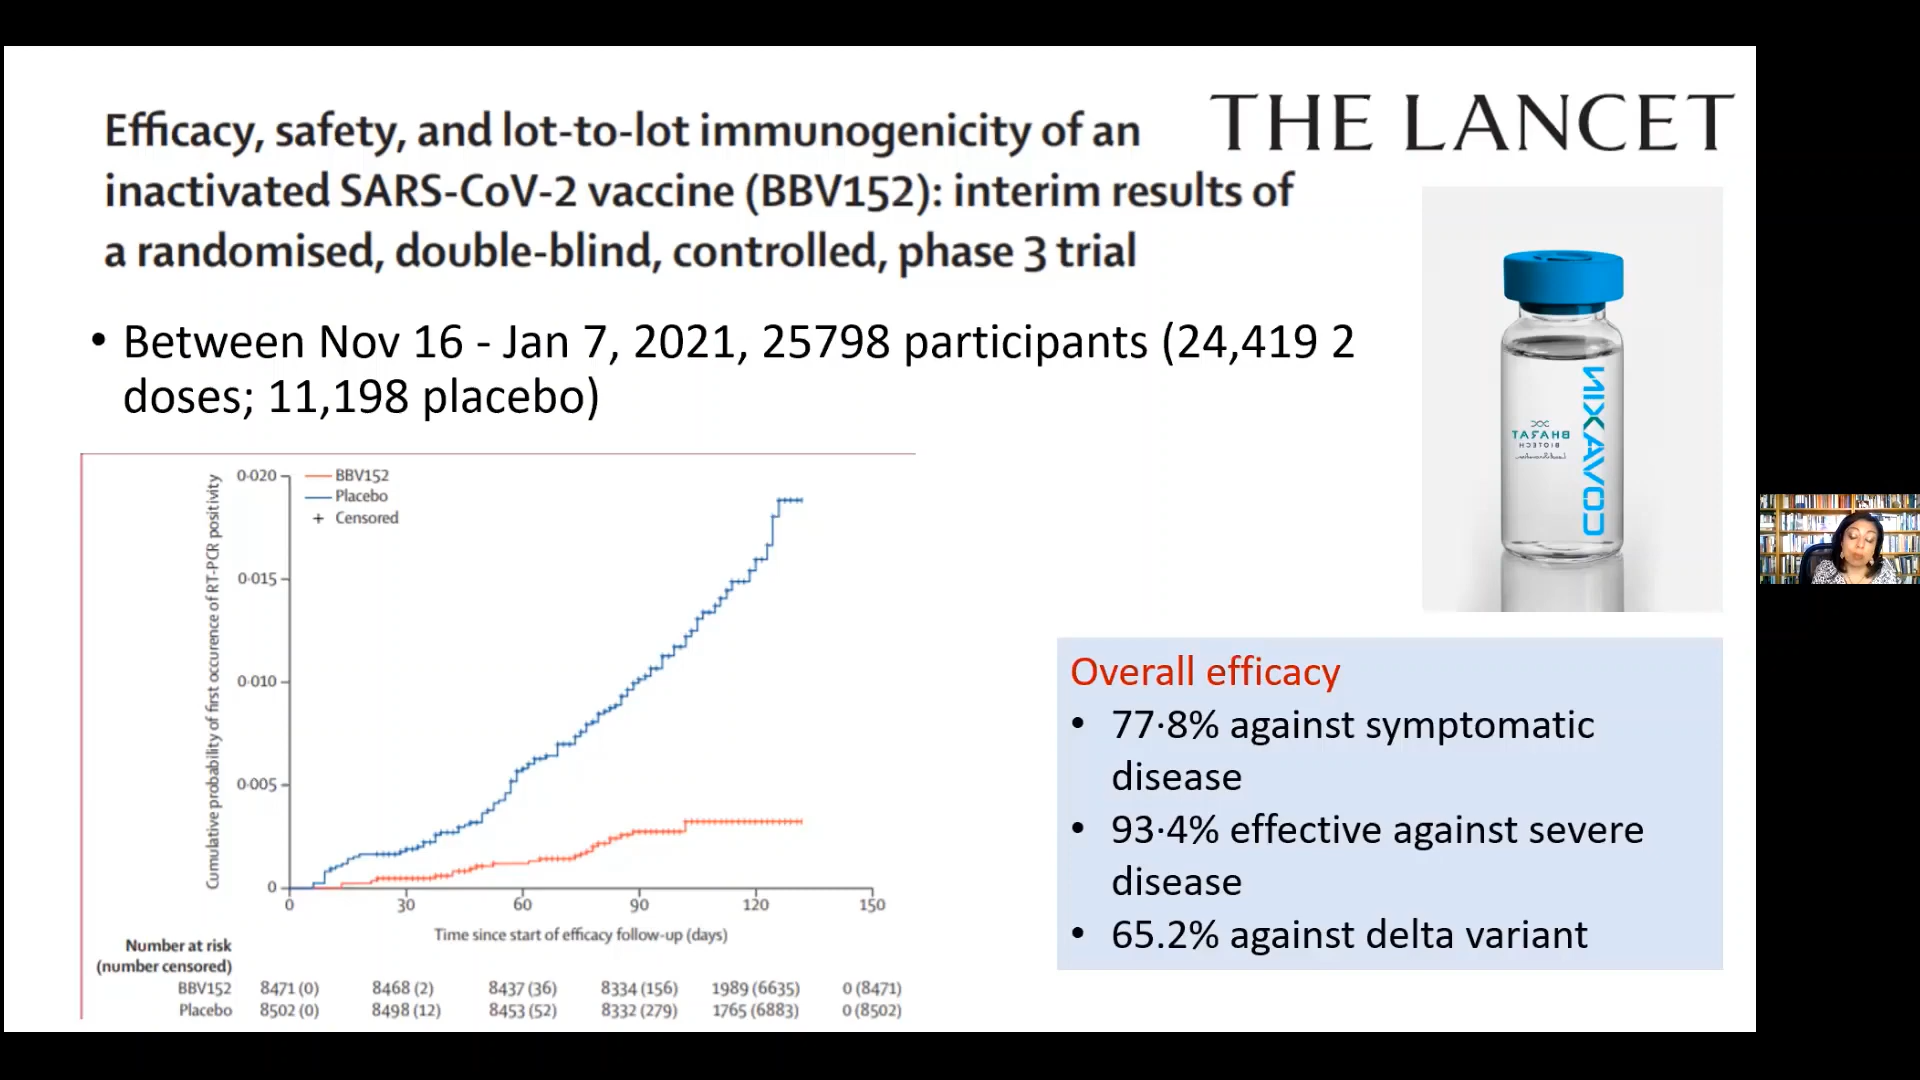 THE LANCET
Efficacy, safety, and lot-to-lot immunogenicity of an
inactivated SARS-CoV-2 vaccine (BBV152): interim results of
a randomised, double-blind, controlled, phase 3 trial
• Between Nov 16 - Jan 7, 2021, 25798 participants (24,419 2
doses; 11,198 placebo)
COVAXIN
BHARAT
BIOTECH
Cumulative probability of first occurence of RT-PCR positivity
0·020
0·015
0·010
0·005
0
BBV152
Placebo
+ Censored
0 30 60 90 120 150
Time since start of efficacy follow-up (days)
Number at risk
(number censored)
BBV152 8471 (0) 8468 (2) 8437 (36) 8334 (156) 1989 (6635) 0 (8471)
Placebo 8502 (0) 8498 (12) 8453 (52) 8332 (279) 1765 (6883) 0 (8502)
Overall efficacy
• 77·8% against symptomatic
disease
• 93·4% effective against severe
disease
• 65.2% against delta variant